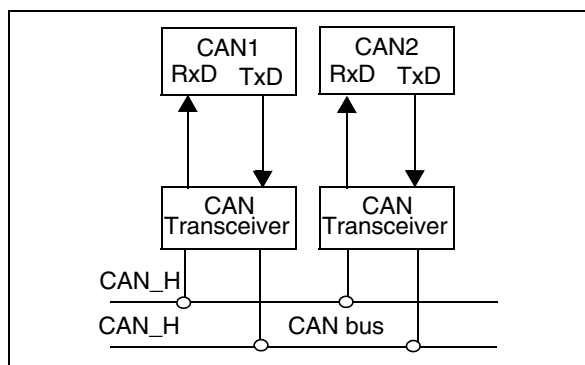 CAN1
RxD TxD
CAN2
RxD TxD
CAN
Transceiver
CAN
Transceiver
CAN_H
CAN_H
CAN bus